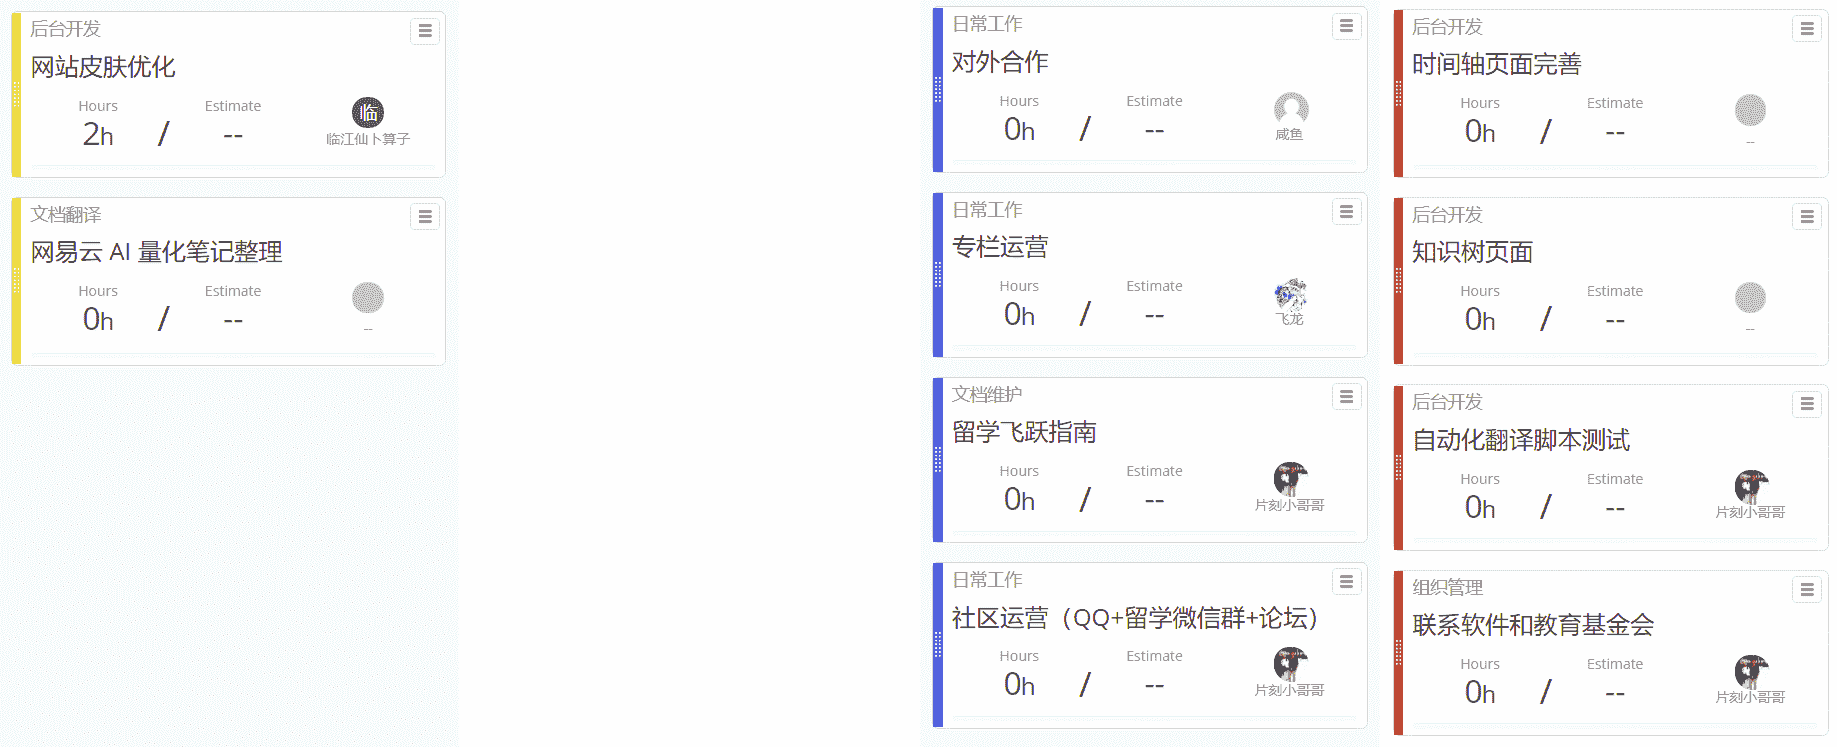 后台开发
网站皮肤优化
Hours Estimate
2h / --
临
临江仙卜算子
文档翻译
网易云 AI 量化笔记整理
Hours Estimate
0h / --
--
日常工作
对外合作
Hours Estimate
0h / --
咸鱼
日常工作
专栏运营
Hours Estimate
0h / --
飞龙
文档维护
留学飞跃指南
Hours Estimate
0h / --
片刻小哥哥
日常工作
社区运营（QQ+留学微信群+论坛）
Hours Estimate
0h / --
片刻小哥哥
后台开发
时间轴页面完善
Hours Estimate
0h / --
--
后台开发
知识树页面
Hours Estimate
0h / --
--
后台开发
自动化翻译脚本测试
Hours Estimate
0h / --
片刻小哥哥
组织管理
联系软件和教育基金会
Hours Estimate
0h / --
片刻小哥哥